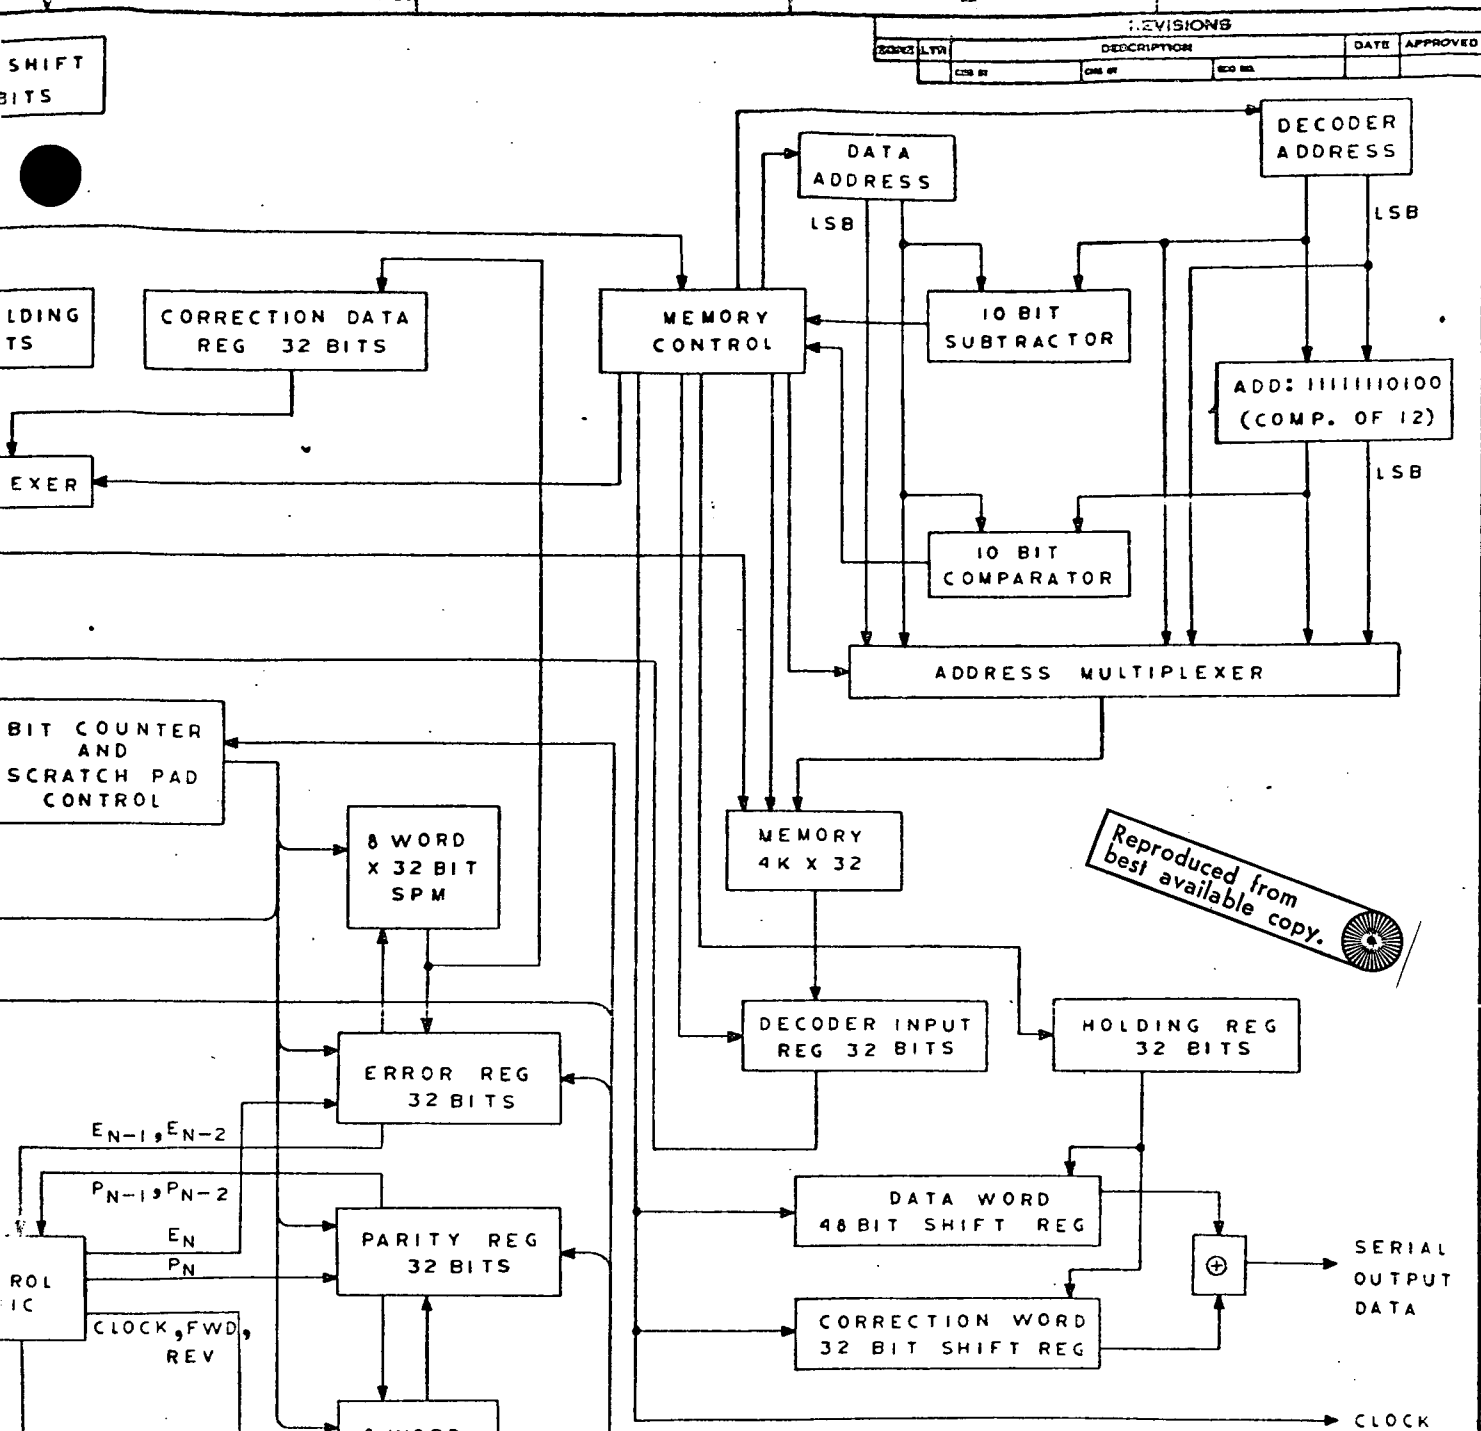 REVISIONS
LTR DESCRIPTION DATE APPROVED
SHIFT
BITS
DECODER
ADDRESS
DATA
ADDRESS
LSB
LSB
LDING
TS
CORRECTION DATA
REG 32 BITS
MEMORY
CONTROL
10 BIT
SUBTRACTOR
ADD: 11111110100
(COMP. OF 12)
EXER
LSB
10 BIT
COMPARATOR
ADDRESS MULTIPLEXER
BIT COUNTER
AND
SCRATCH PAD
CONTROL
8 WORD
X 32 BIT
SPM
MEMORY
4K X 32
Reproduced from
best available copy.
DECODER INPUT
REG 32 BITS
HOLDING REG
32 BITS
ERROR REG
32 BITS
EN-1, EN-2
PN-1, PN-2
DATA WORD
48 BIT SHIFT REG
PARITY REG
32 BITS
EN
PN
ROL
IC
SERIAL
OUTPUT
DATA
CLOCK, FWD,
REV
CORRECTION WORD
32 BIT SHIFT REG
CLOCK